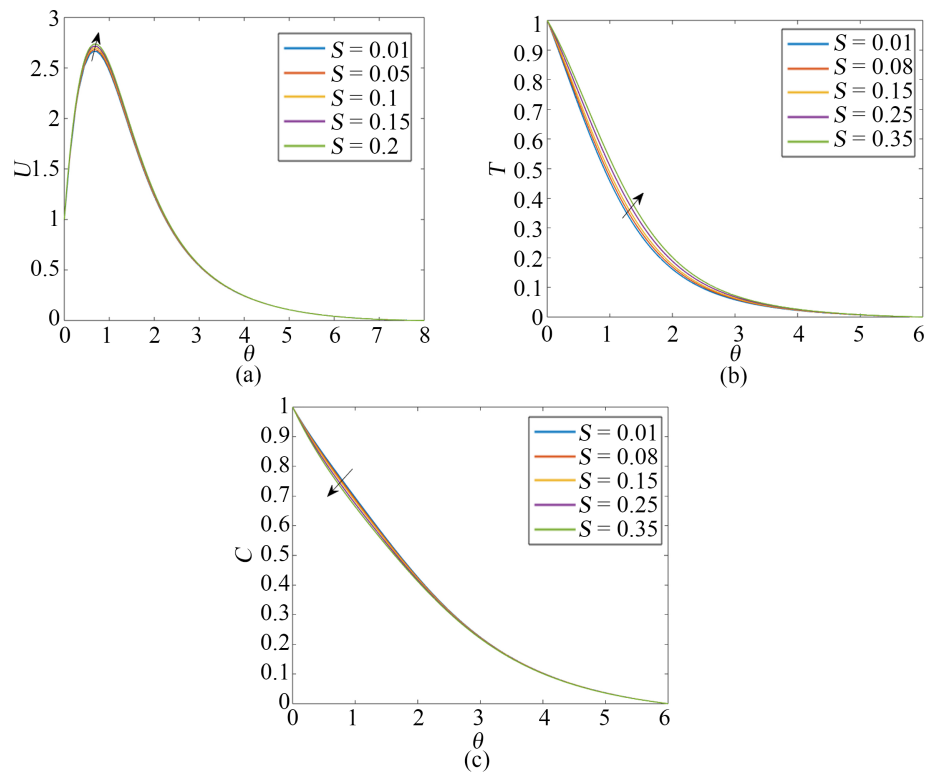 3
2.5
2
1.5
1
0.5
0
U
S = 0.01
S = 0.05
S = 0.1
S = 0.15
S = 0.2
0 1 2 3 4 5 6 7 8
θ
(a)
1
0.9
0.8
0.7
0.6
0.5
0.4
0.3
0.2
0.1
0
T
S = 0.01
S = 0.08
S = 0.15
S = 0.25
S = 0.35
0 1 2 3 4 5 6
θ
(b)
1
0.9
0.8
0.7
0.6
0.5
0.4
0.3
0.2
0.1
0
C
S = 0.01
S = 0.08
S = 0.15
S = 0.25
S = 0.35
0 1 2 3 4 5 6
θ
(c)